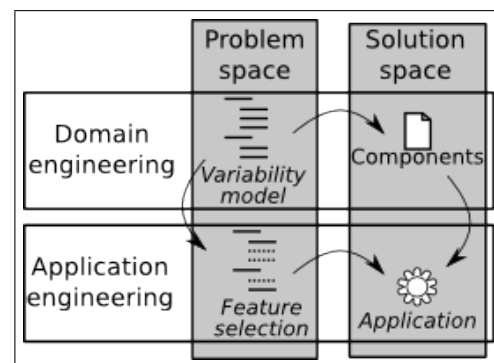 Problem
space
Solution
space
Domain
engineering
Variability
model
Components
Application
engineering
Feature
selection
Application